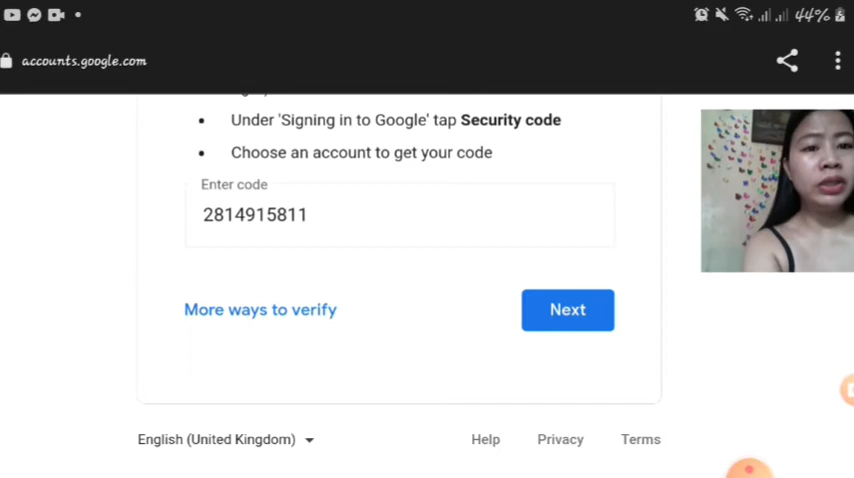 44%
accounts.google.com
Under 'Signing in to Google' tap Security code
Choose an account to get your code
Enter code
2814915811
More ways to verify
Next
English (United Kingdom)
Help
Privacy
Terms